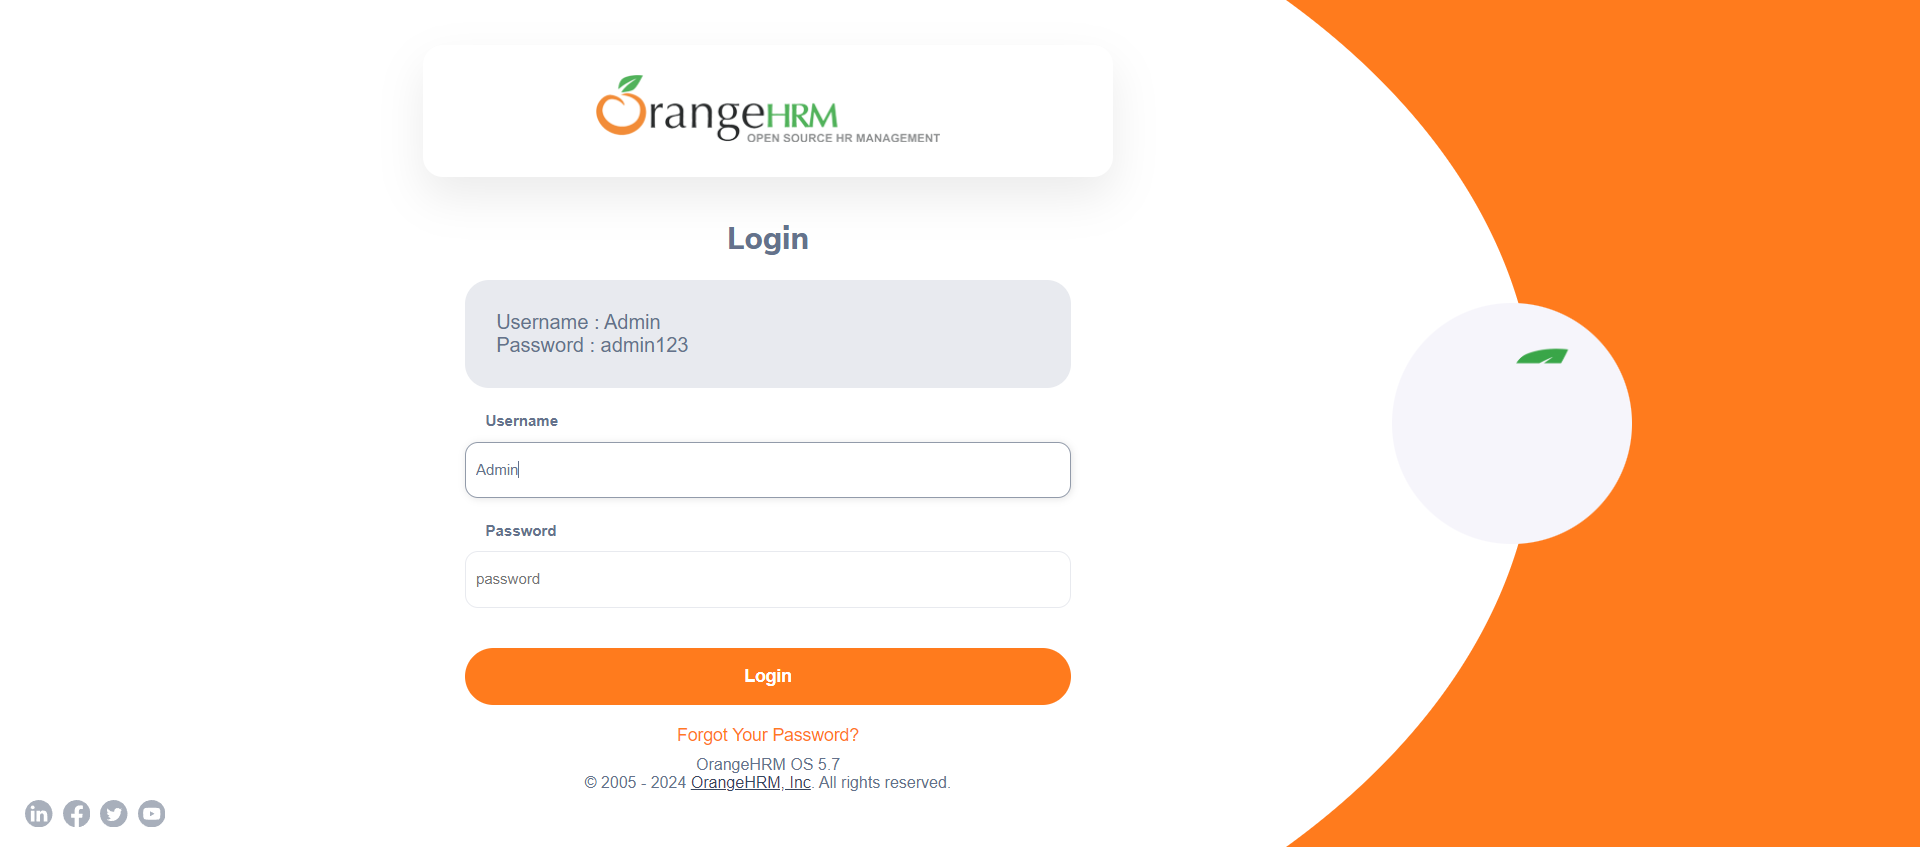 OrangeHRM
OPEN SOURCE HR MANAGEMENT
Login
Username : Admin
Password : admin123
Username
Admin
Password
password
Login
Forgot Your Password?
OrangeHRM OS 5.7
© 2005 - 2024 OrangeHRM, Inc. All rights reserved.